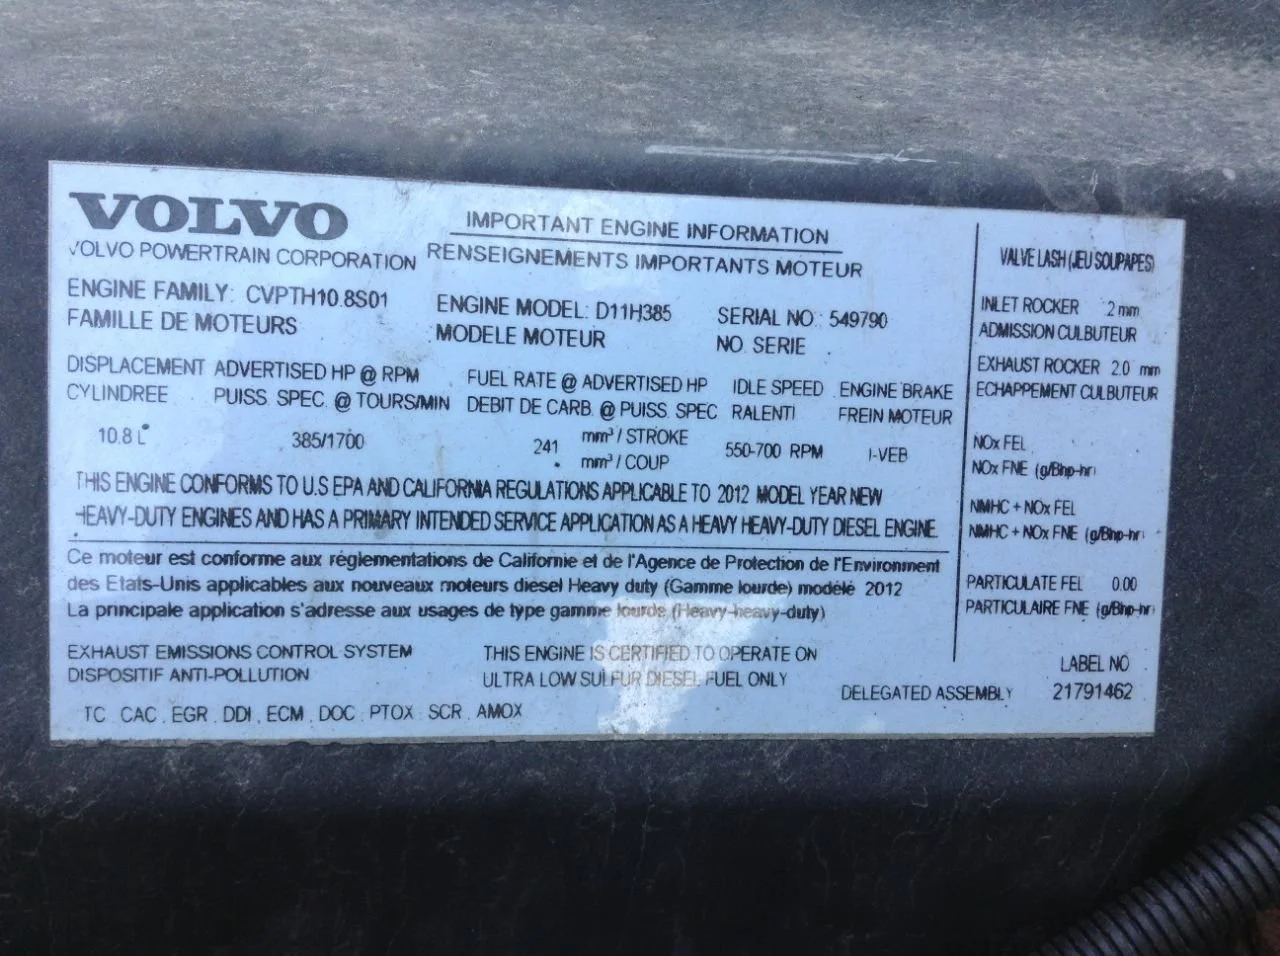 VOLVO
VOLVO POWERTRAIN CORPORATION
IMPORTANT ENGINE INFORMATION
RENSEIGNEMENTS IMPORTANTS MOTEUR
ENGINE FAMILY: CVPTH10.8S01
FAMILLE DE MOTEURS
ENGINE MODEL: D11H385
MODELE MOTEUR
SERIAL NO: 549790
NO. SERIE
DISPLACEMENT
CYLINDREE
10.8 L
ADVERTISED HP @ RPM
PUISS. SPEC. @ TOURS/MIN
385/1700
FUEL RATE @ ADVERTISED HP
DEBIT DE CARB. @ PUISS. SPEC
241 mm³ / STROKE
mm³ / COUP
IDLE SPEED
RALENTI
550-700 RPM
ENGINE BRAKE
FREIN MOTEUR
I-VEB
THIS ENGINE CONFORMS TO U.S EPA AND CALIFORNIA REGULATIONS APPLICABLE TO 2012 MODEL YEAR NEW
HEAVY-DUTY ENGINES AND HAS A PRIMARY INTENDED SERVICE APPLICATION AS A HEAVY HEAVY-DUTY DIESEL ENGINE.
Ce moteur est conforme aux réglementations de Californie et de l'Agence de Protection de l'Environment
des Etats-Unis applicables aux nouveaux moteurs diesel Heavy duty (Gamme lourde) modélé 2012
La principale application s'adresse aux usages de type gamme lourde (Heavy-heavy-duty)
EXHAUST EMISSIONS CONTROL SYSTEM
DISPOSITIF ANTI-POLLUTION
TC . CAC . EGR . DDI . ECM . DOC . PTOX . SCR . AMOX
THIS ENGINE IS CERTIFIED TO OPERATE ON
ULTRA LOW SULFUR DIESEL FUEL ONLY
DELEGATED ASSEMBLY
VALVE LASH (JEU SOUPAPES)
INLET ROCKER .2 mm
ADMISSION CULBUTEUR
EXHAUST ROCKER 2.0 mm
ECHAPPEMENT CULBUTEUR
NOx FEL
NOx FNE (g/Bhp-hr)
NMHC + NOx FEL
NMHC + NOx FNE (g/Bhp-hr)
PARTICULATE FEL 0.00
PARTICULAIRE FNE (g/Bhp-hr)
LABEL NO
21791462